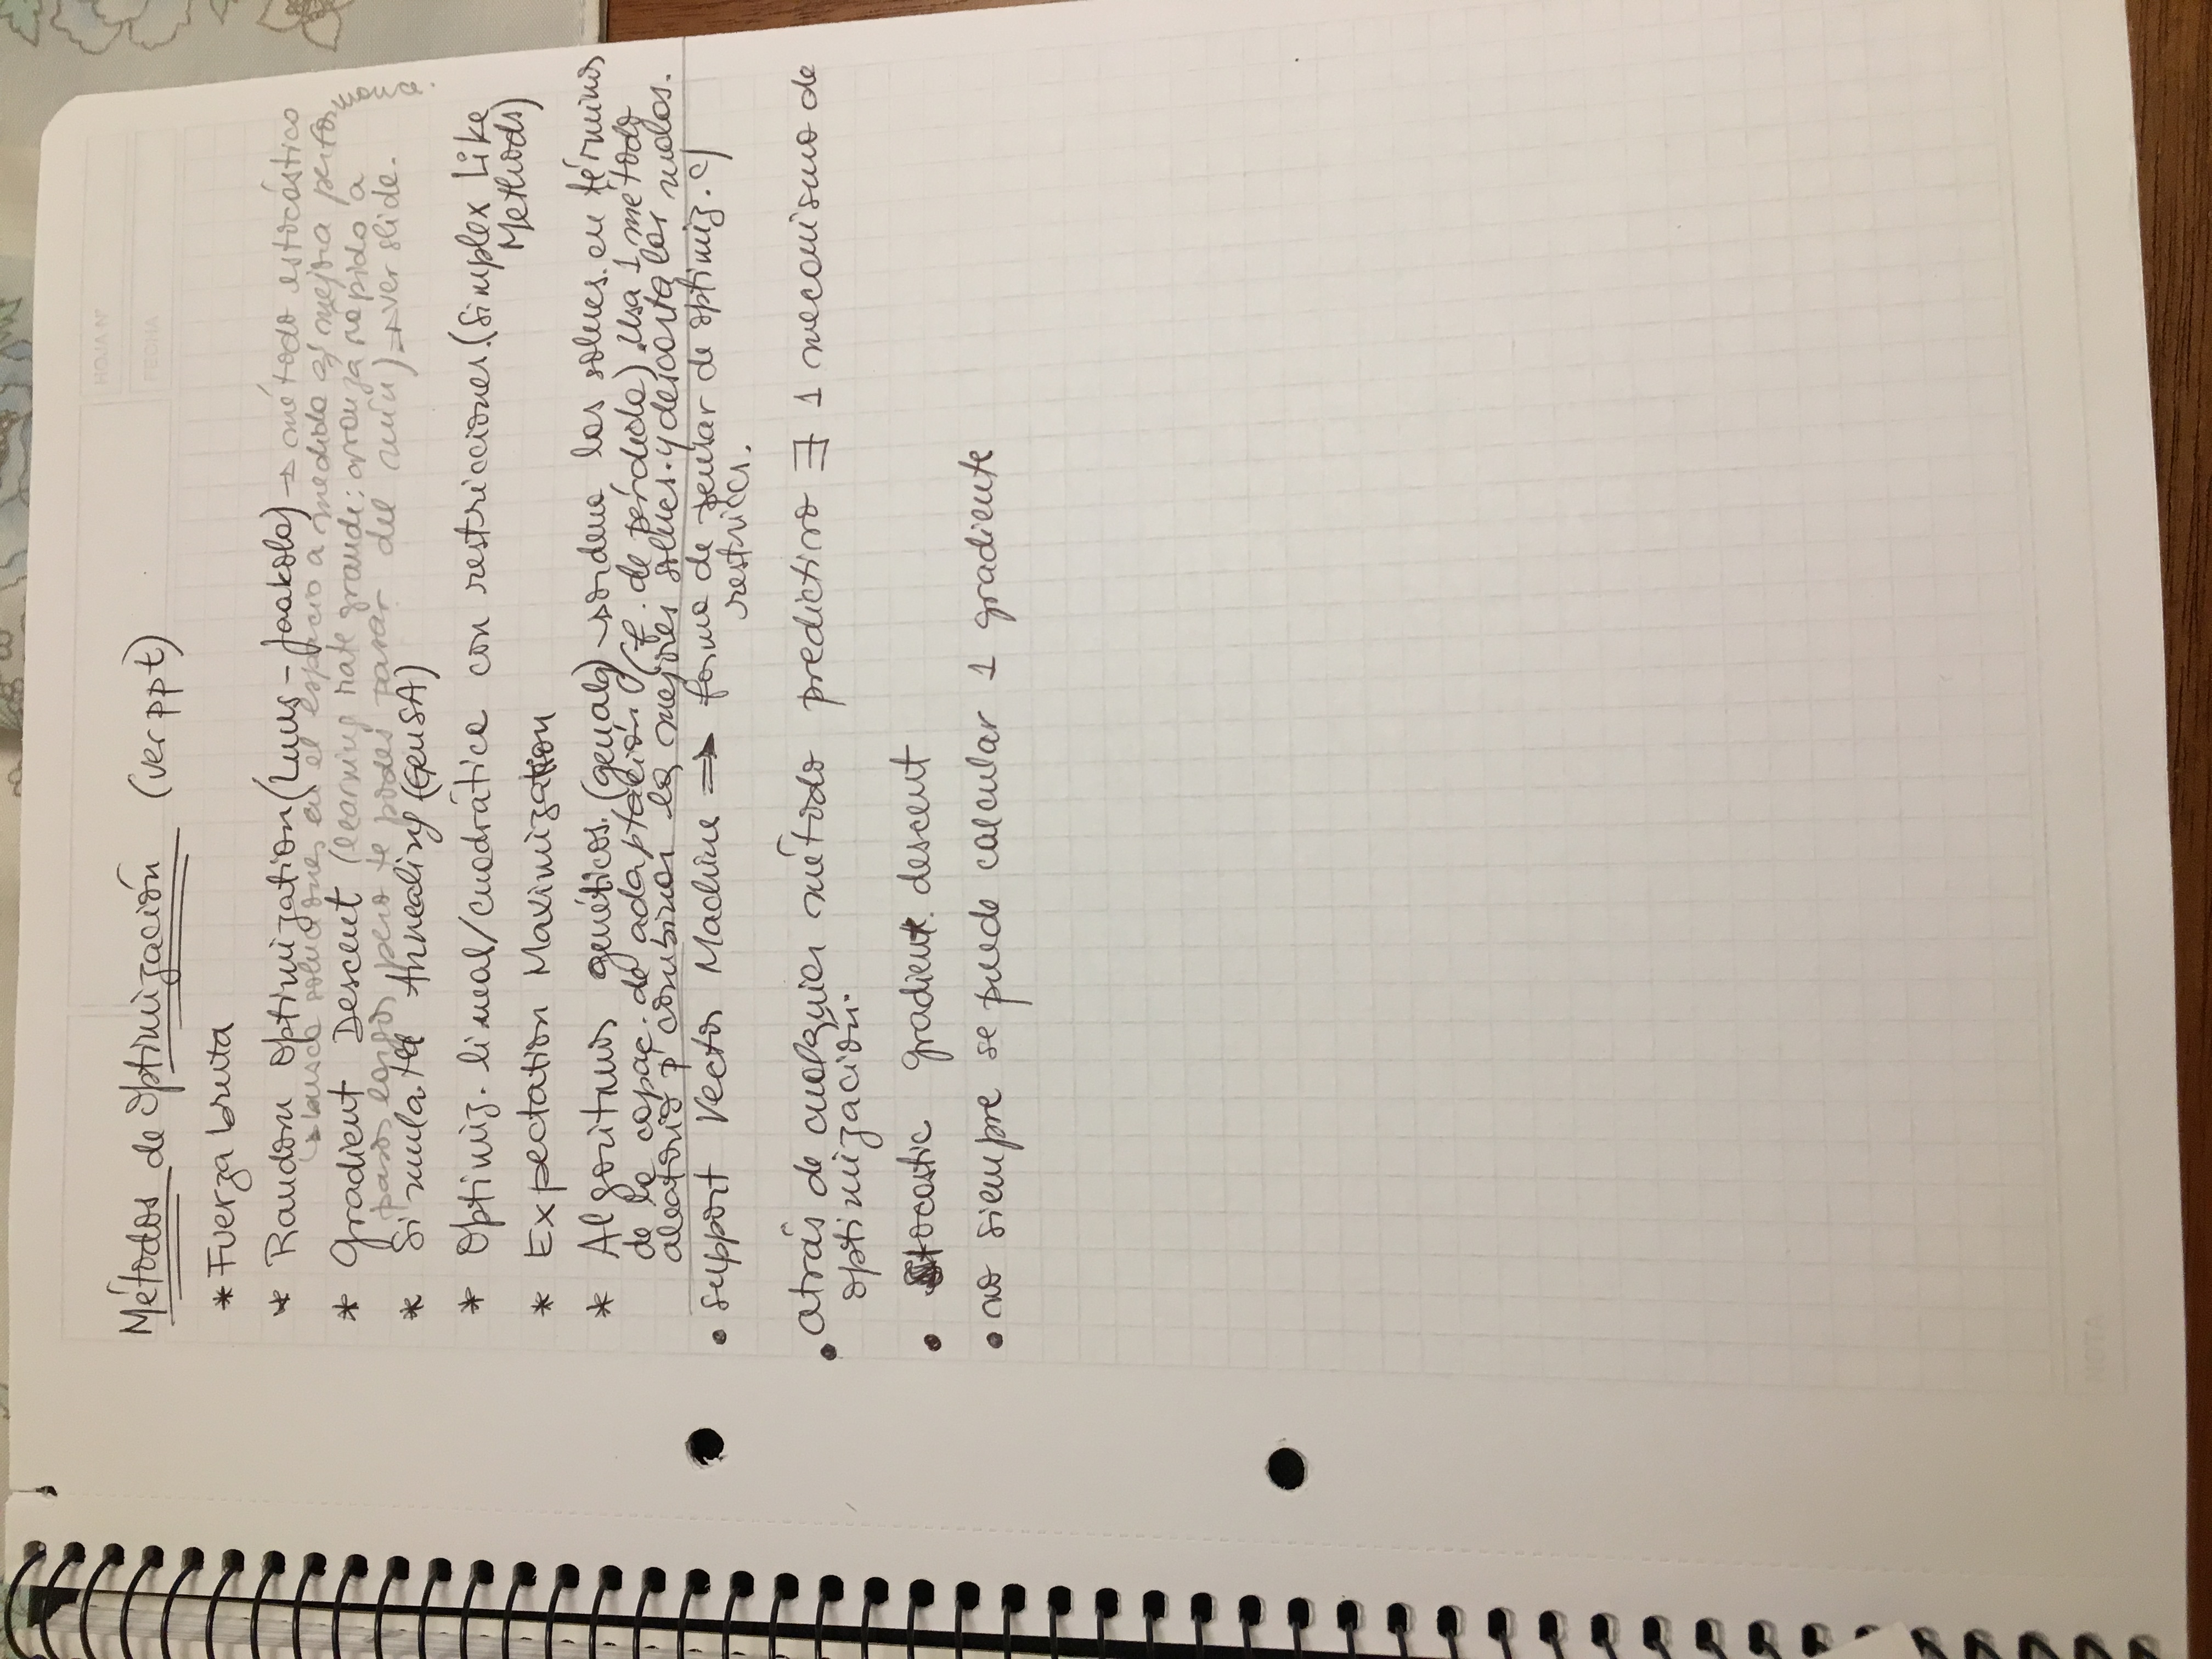 HOJA Nº
FECHA
Métodos de Optimización (ver ppt)
* Fuerza bruta
* Random Optimization (Luus-Jaakola) → método estocástico
↳ busca soluciones en el espacio a medida q' mejora performance.
* Gradient Descent (learning rate grande: avanza rápido a
pasos largos pero te podes pasar del mín) → ver slide.
* Simulated Annealing (GenSA)
* Optimiz. lineal/cuadrática con restricciones. (Simplex Like
Methods)
* Expectation Maximization
* Algoritmos genéticos. (genalg) → ordena las solucs. en términos
de la capac. de adaptación (f. de pérdida). Usa 1 método
aleatorio p' combinar las mejores solucs. y descarta las malas.
• Support Vector Machine ⇒ forma de pensar de optimiz. c/
restriccs.
• atrás de cualquier método predictivo ∃ 1 mecanismo de
optimización.
• Stocastic gradient descent
• no siempre se puede calcular 1 gradiente
NOTA